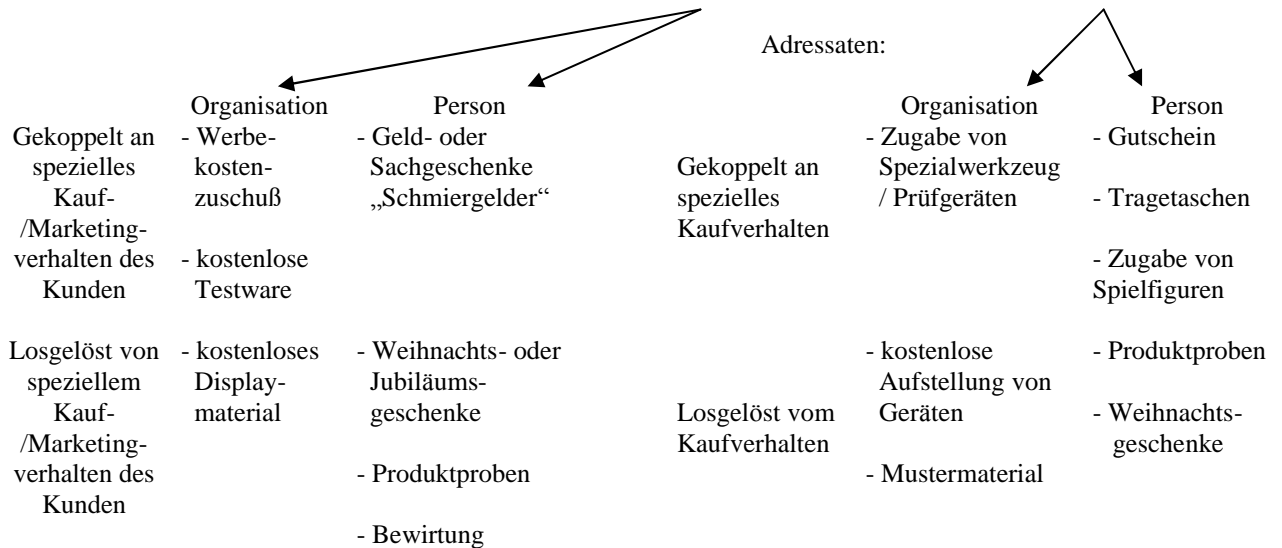 Adressaten:
Organisation Person Organisation Person
Gekoppelt an
spezielles
Kauf-
/Marketing-
verhalten des
Kunden
- Werbe-
kosten-
zuschuß
- kostenlose
Testware
- Geld- oder
Sachgeschenke
„Schmiergelder“
Gekoppelt an
spezielles
Kaufverhalten
- Zugabe von
Spezialwerkzeug
/ Prüfgeräten
- Gutschein
- Tragetaschen
- Zugabe von
Spielfiguren
Losgelöst von
speziellem
Kauf-
/Marketing-
verhalten des
Kunden
- kostenloses
Display-
material
- Weihnachts- oder
Jubiläums-
geschenke
- Produktproben
- Bewirtung
Losgelöst vom
Kaufverhalten
- kostenlose
Aufstellung von
Geräten
- Mustermaterial
- Produktproben
- Weihnachts-
geschenke